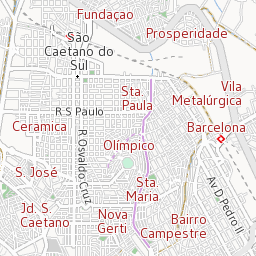 Fundaçao
São
Caetano do
Sul
Prosperidade
Sta.
Paula
Vila
Metalúrgica
R S Paulo
Ceramica
Barcelona
Olímpico
R Osvaldo Cruz
S. José
Sta.
Maria
Av D Pedro II
Jd. S.
Caetano
Nova
Gerti
Bairro
Campestre